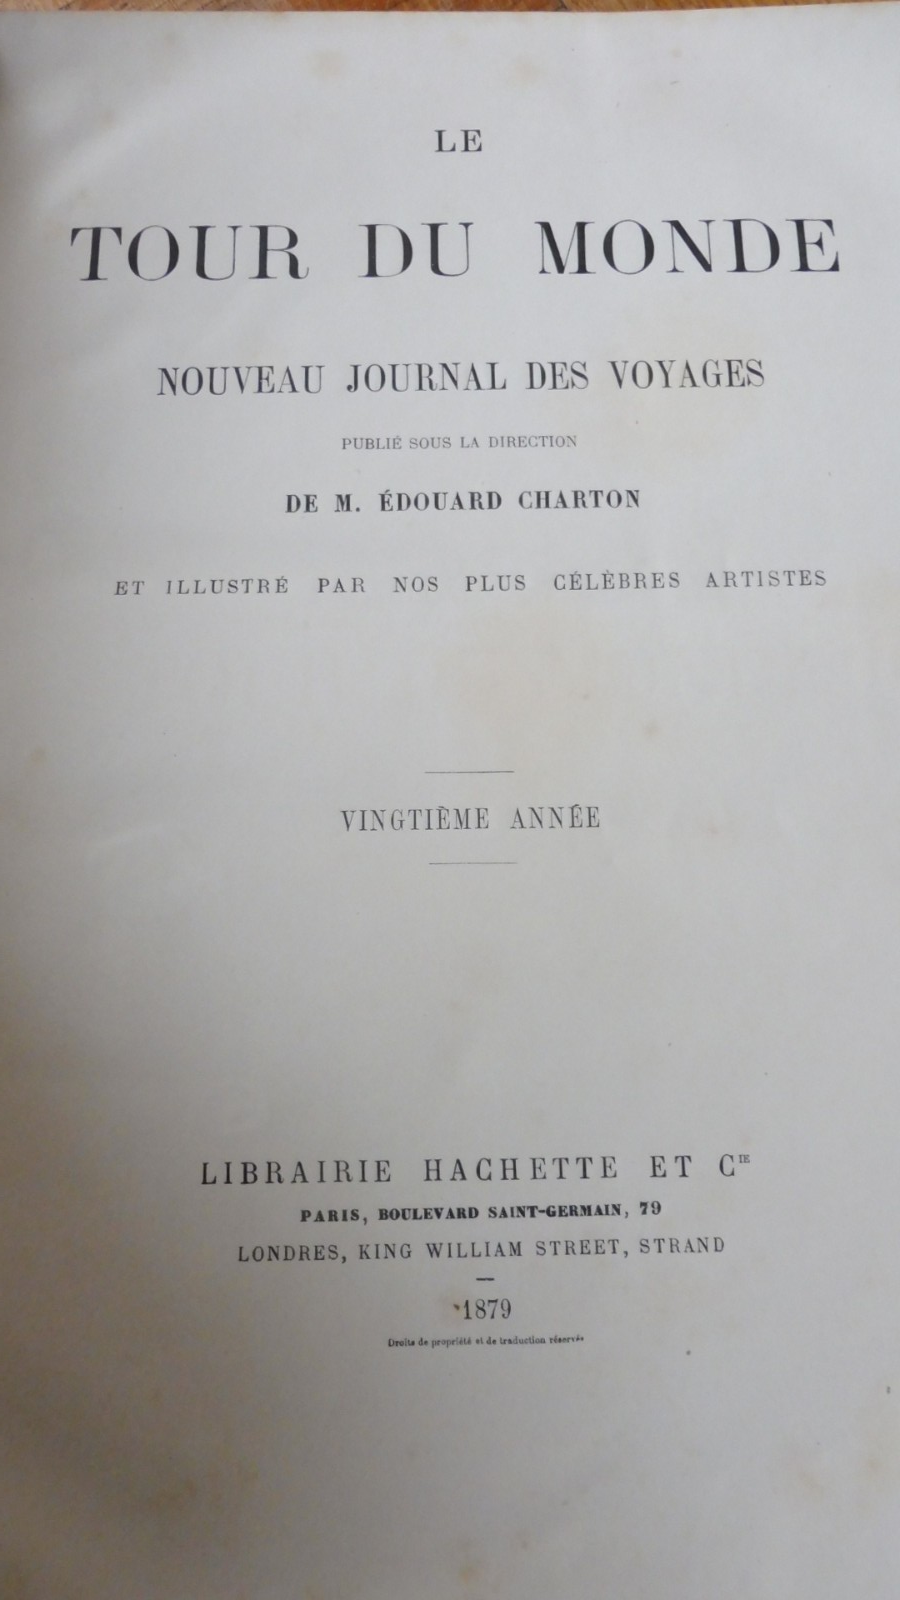 LE
TOUR DU MONDE
NOUVEAU JOURNAL DES VOYAGES
PUBLIÉ SOUS LA DIRECTION
DE M. ÉDOUARD CHARTON
ET ILLUSTRÉ PAR NOS PLUS CÉLÈBRES ARTISTES
VINGTIÈME ANNÉE
LIBRAIRIE HACHETTE ET CIE
PARIS, BOULEVARD SAINT-GERMAIN, 79
LONDRES, KING WILLIAM STREET, STRAND
1879
Droits de propriété et de traduction réservés